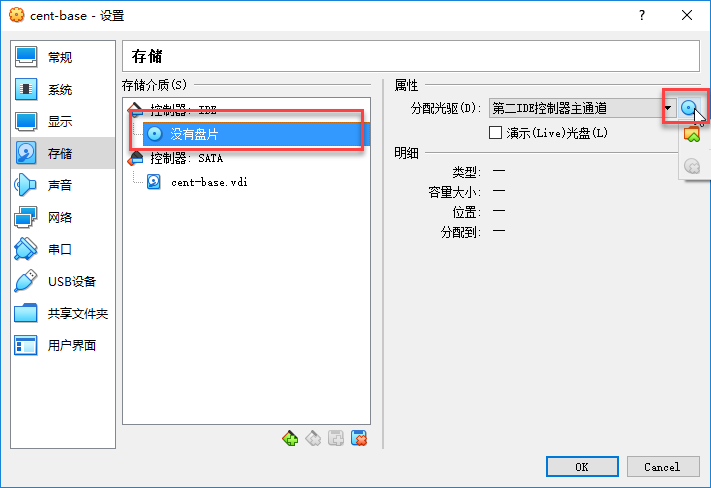 cent-base - 设置
?
常规
系统
显示
存储
声音
网络
串口
USB设备
共享文件夹
用户界面
存储
存储介质(S)
控制器: IDE
没有盘片
控制器: SATA
cent-base.vdi
属性
分配光驱(D):
第二IDE控制器主通道
演示(Live)光盘(L)
明细
类型: —
容量大小: —
位置: —
分配到: —
OK
Cancel